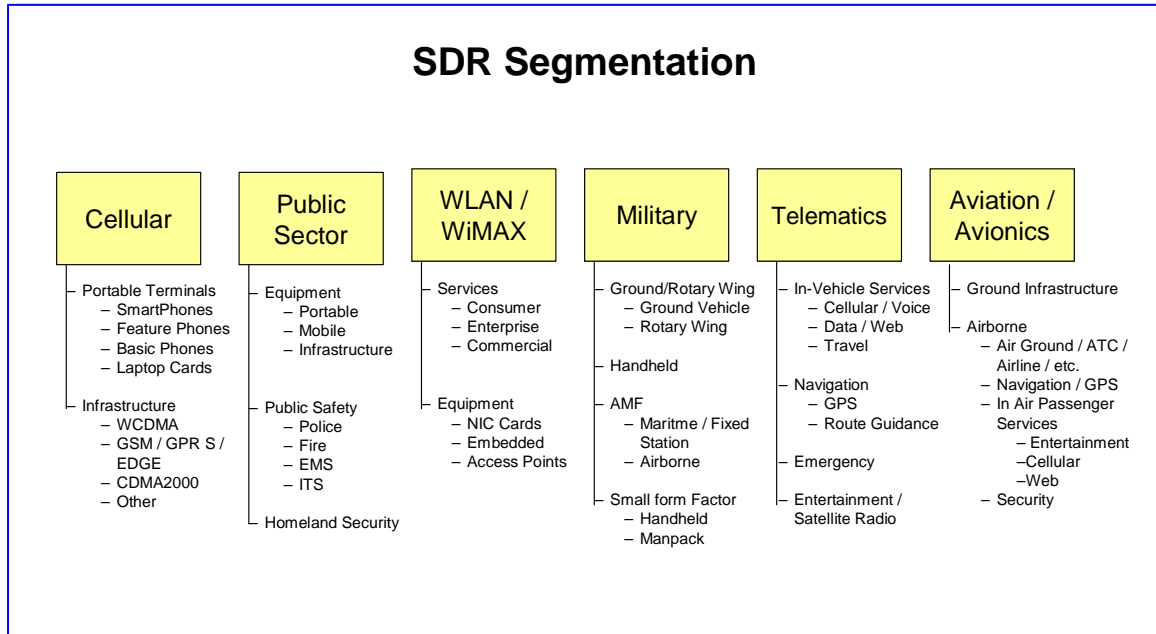 SDR Segmentation
Cellular
– Portable Terminals
– SmartPhones
– Feature Phones
– Basic Phones
– Laptop Cards
– Infrastructure
– WCDMA
– GSM / GPR S /
EDGE
– CDMA2000
– Other
Public
Sector
– Equipment
– Portable
– Mobile
– Infrastructure
– Public Safety
– Police
– Fire
– EMS
– ITS
– Homeland Security
WLAN /
WiMAX
– Services
– Consumer
– Enterprise
– Commercial
– Equipment
– NIC Cards
– Embedded
– Access Points
Military
– Ground/Rotary Wing
– Ground Vehicle
– Rotary Wing
– Handheld
– AMF
– Maritme / Fixed
Station
– Airborne
– Small form Factor
– Handheld
– Manpack
Telematics
– In-Vehicle Services
– Cellular / Voice
– Data / Web
– Travel
– Navigation
– GPS
– Route Guidance
– Emergency
– Entertainment /
Satellite Radio
Aviation /
Avionics
– Ground Infrastructure
– Airborne
– Air Ground / ATC /
Airline / etc.
– Navigation / GPS
– In Air Passenger
Services
– Entertainment
–Cellular
–Web
– Security